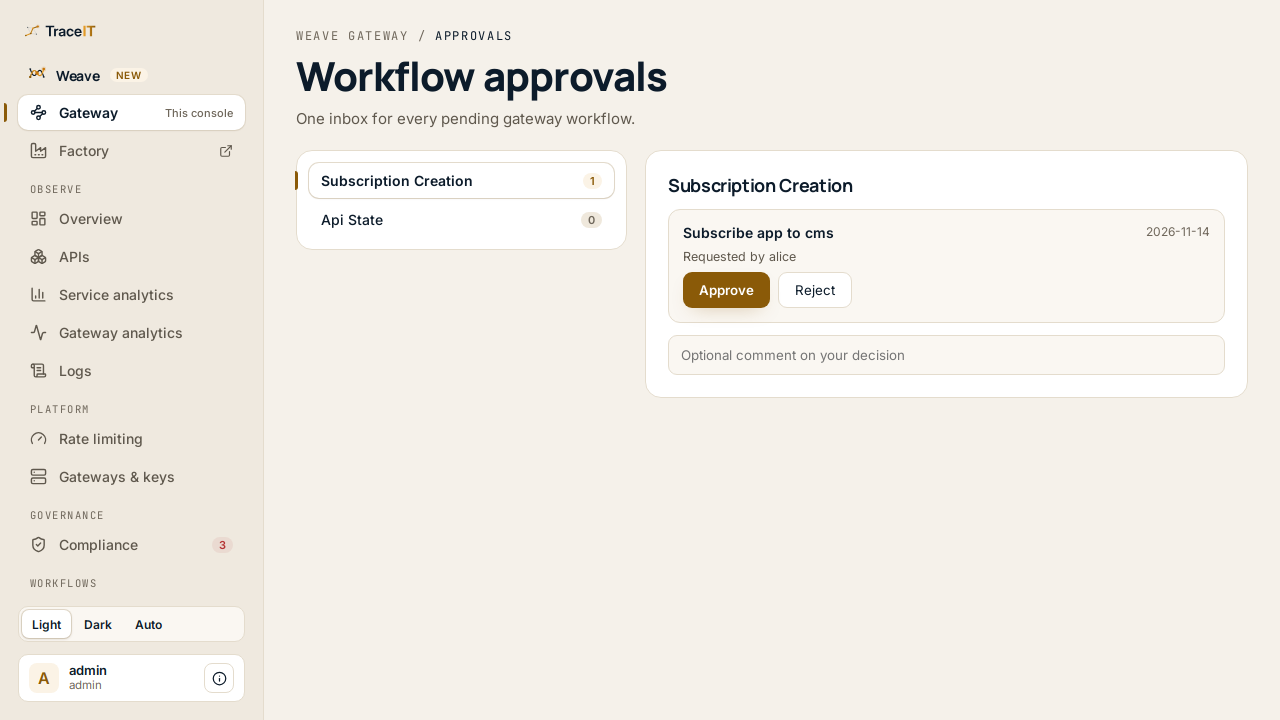 TraceIT
Weave NEW
Gateway This console
Factory
OBSERVE
Overview
APIs
Service analytics
Gateway analytics
Logs
PLATFORM
Rate limiting
Gateways & keys
GOVERNANCE
Compliance 3
WORKFLOWS
Light Dark Auto
A admin
admin
WEAVE GATEWAY / APPROVALS
Workflow approvals
One inbox for every pending gateway workflow.
Subscription Creation 1
Api State 0
Subscription Creation
Subscribe app to cms 2026-11-14
Requested by alice
Approve Reject
Optional comment on your decision